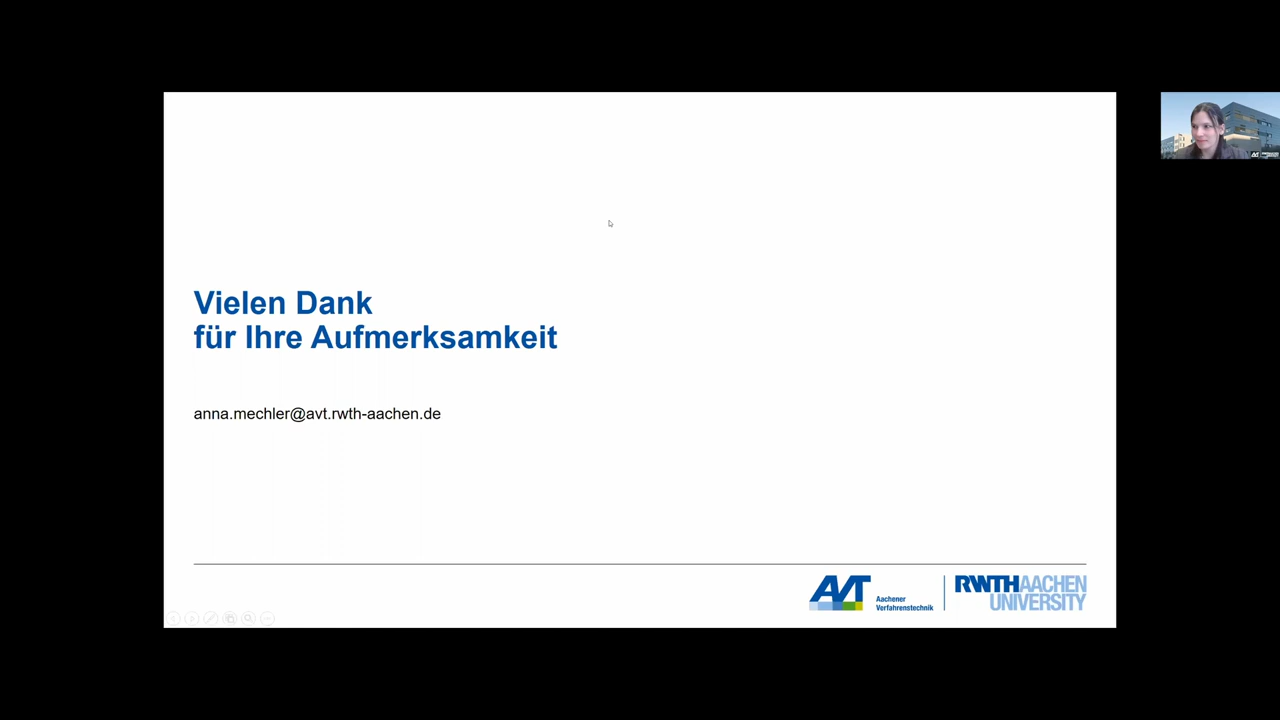 Vielen Dank
für Ihre Aufmerksamkeit
anna.mechler@avt.rwth-aachen.de
AVT
Aachener
Verfahrenstechnik
RWTHAACHEN
UNIVERSITY